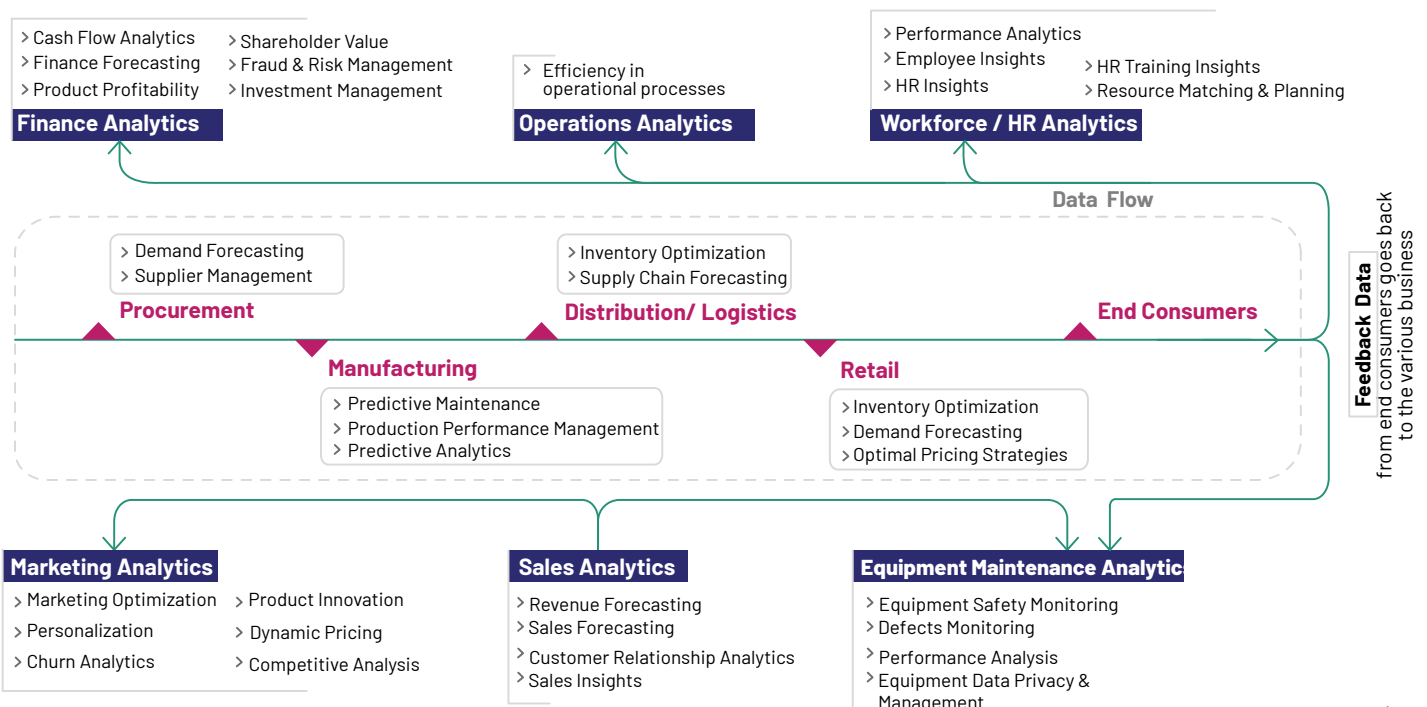 > Cash Flow Analytics
> Finance Forecasting
> Product Profitability
> Shareholder Value
> Fraud & Risk Management
> Investment Management
Finance Analytics
> Efficiency in
operational processes
Operations Analytics
> Performance Analytics
> Employee Insights
> HR Insights
> HR Training Insights
> Resource Matching & Planning
Workforce / HR Analytics
Data Flow
> Demand Forecasting
> Supplier Management
Procurement
> Inventory Optimization
> Supply Chain Forecasting
Distribution/ Logistics
End Consumers
Manufacturing
> Predictive Maintenance
> Production Performance Management
> Predictive Analytics
Retail
> Inventory Optimization
> Demand Forecasting
> Optimal Pricing Strategies
Feedback Data
from end consumers goes back
to the various business
Marketing Analytics
> Marketing Optimization
> Personalization
> Churn Analytics
> Product Innovation
> Dynamic Pricing
> Competitive Analysis
Sales Analytics
> Revenue Forecasting
> Sales Forecasting
> Customer Relationship Analytics
> Sales Insights
Equipment Maintenance Analytics
> Equipment Safety Monitoring
> Defects Monitoring
> Performance Analysis
> Equipment Data Privacy &
Management